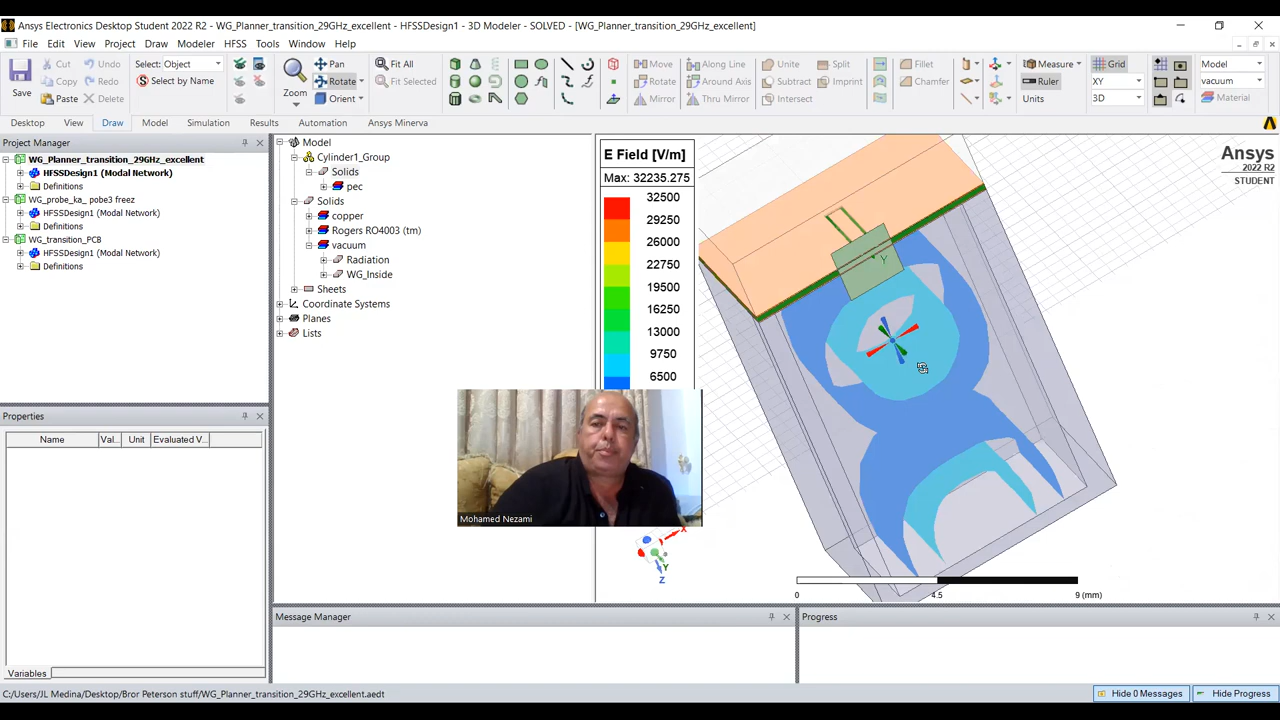 Ansys Electronics Desktop Student 2022 R2 - WG_Planner_transition_29GHz_excellent - HFSSDesign1 - 3D Modeler - SOLVED - [WG_Planner_transition_29GHz_excellent]
File Edit View Project Draw Modeler HFSS Tools Window Help
Save
Cut
Copy
Paste
Undo
Redo
Delete
Select: Object
Select by Name
Zoom
Pan
Rotate
Orient
Fit All
Fit Selected
Move
Rotate
Mirror
Along Line
Around Axis
Thru Mirror
Unite
Subtract
Intersect
Split
Imprint
Fillet
Chamfer
Measure
Ruler
Units
Grid
XY
3D
Model
vacuum
Material
Desktop View Draw Model Simulation Results Automation Ansys Minerva
Project Manager
WG_Planner_transition_29GHz_excellent
HFSSDesign1 (Modal Network)
Definitions
WG_probe_ka_ pobe3 freez
HFSSDesign1 (Modal Network)
Definitions
WG_transition_PCB
HFSSDesign1 (Modal Network)
Definitions
Properties
Name Val... Unit Evaluated V...
Variables
Model
Cylinder1_Group
Solids
pec
Solids
copper
Rogers RO4003 (tm)
vacuum
Radiation
WG_Inside
Sheets
Coordinate Systems
Planes
Lists
E Field [V/m]
Max: 32235.275
32500
29250
26000
22750
19500
16250
13000
9750
6500
Ansys
2022 R2
STUDENT
Y
Mohamed Nezami
X
Y
Z
0 4.5 9 (mm)
Message Manager
Progress
C:/Users/JL Medina/Desktop/Bror Peterson stuff/WG_Planner_transition_29GHz_excellent.aedt
Hide 0 Messages
Hide Progress